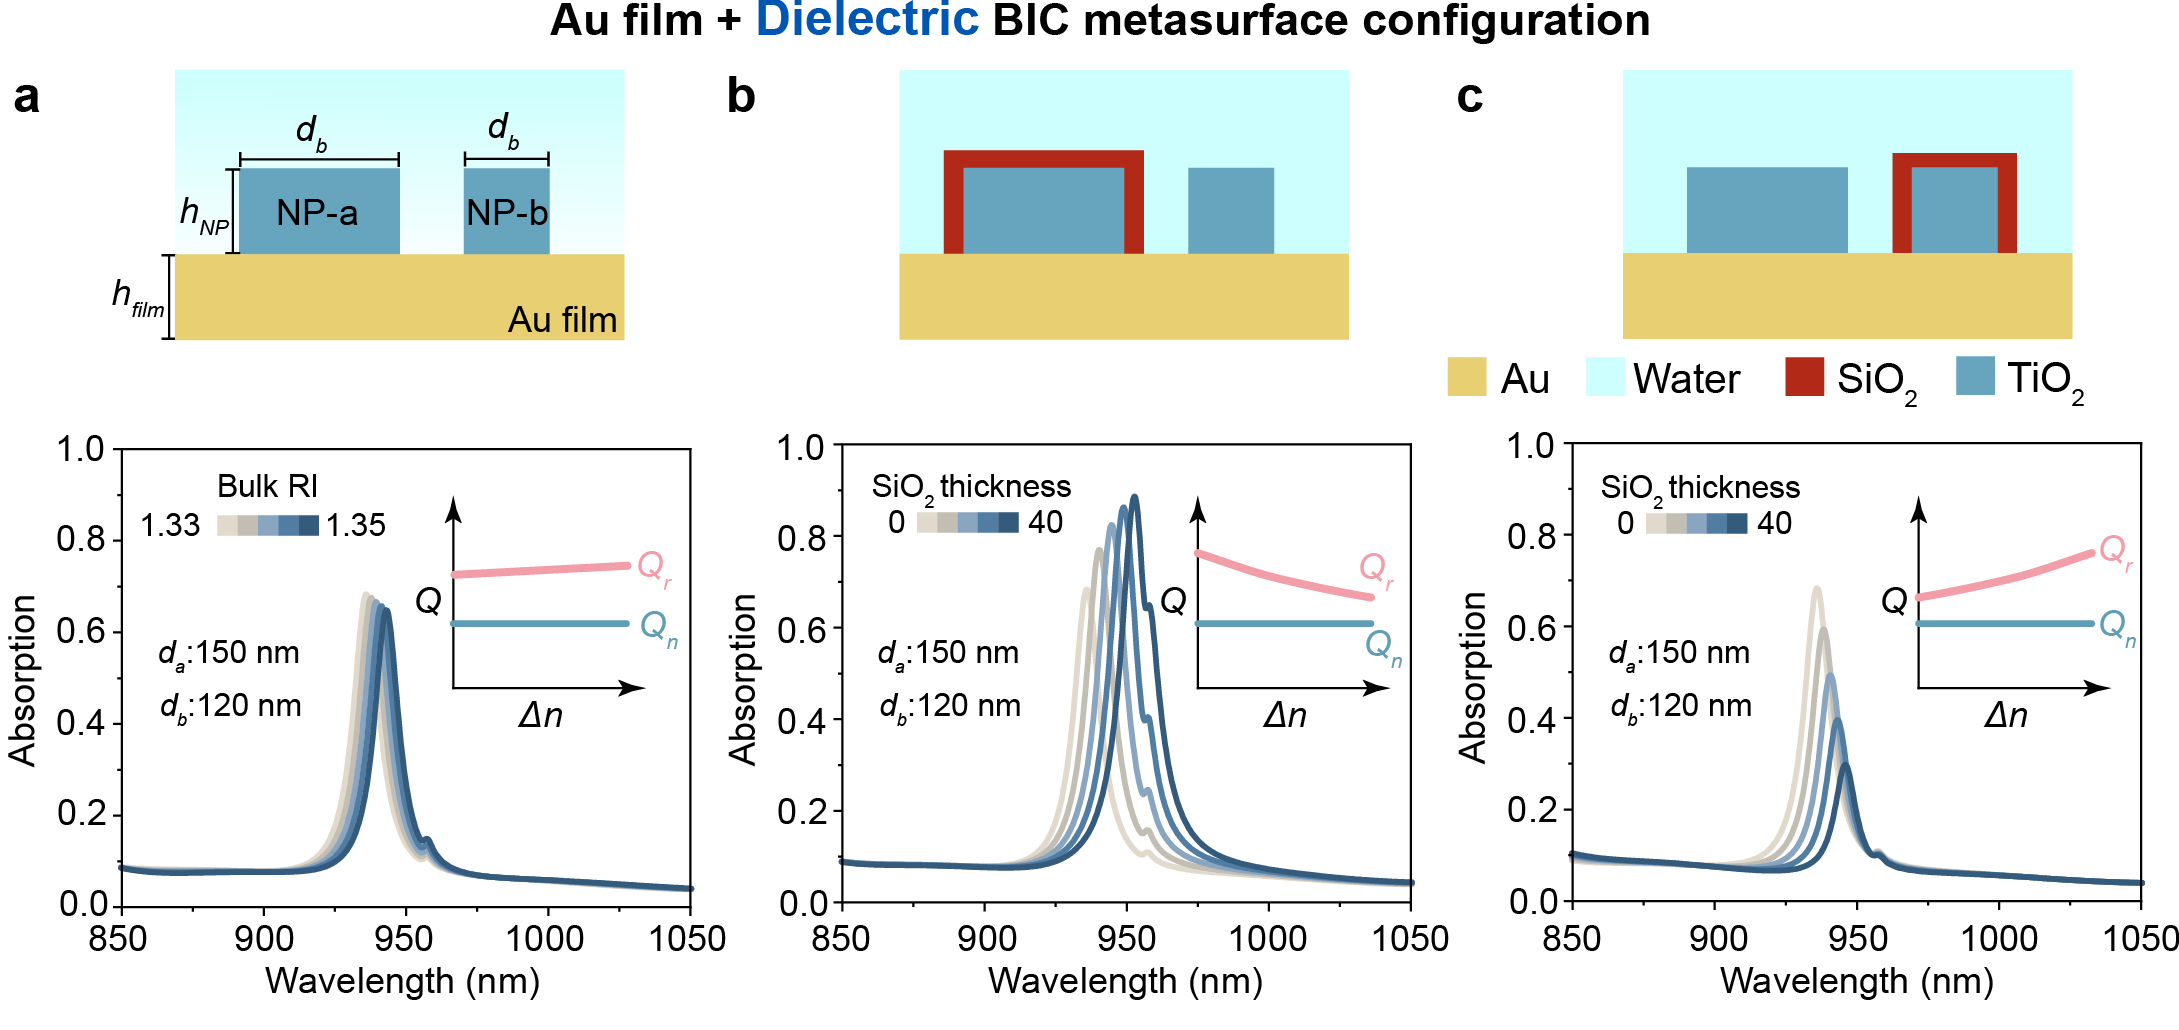 Au film + Dielectric BIC metasurface configuration
a
d_b
d_b
h_NP
NP-a
NP-b
h_film
Au film
b
c
Au
Water
SiO₂
TiO₂
1.0
0.8
0.6
0.4
0.2
0.0
Absorption
Bulk RI
1.33
1.35
d_a:150 nm
d_b:120 nm
Q
Q_r
Q_n
Δn
850
900
950
1000
1050
Wavelength (nm)
1.0
0.8
0.6
0.4
0.2
0.0
Absorption
SiO₂ thickness
0
40
d_a:150 nm
d_b:120 nm
Q
Q_r
Q_n
Δn
850
900
950
1000
1050
Wavelength (nm)
1.0
0.8
0.6
0.4
0.2
0.0
Absorption
SiO₂ thickness
0
40
d_a:150 nm
d_b:120 nm
Q
Q_r
Q_n
Δn
850
900
950
1000
1050
Wavelength (nm)